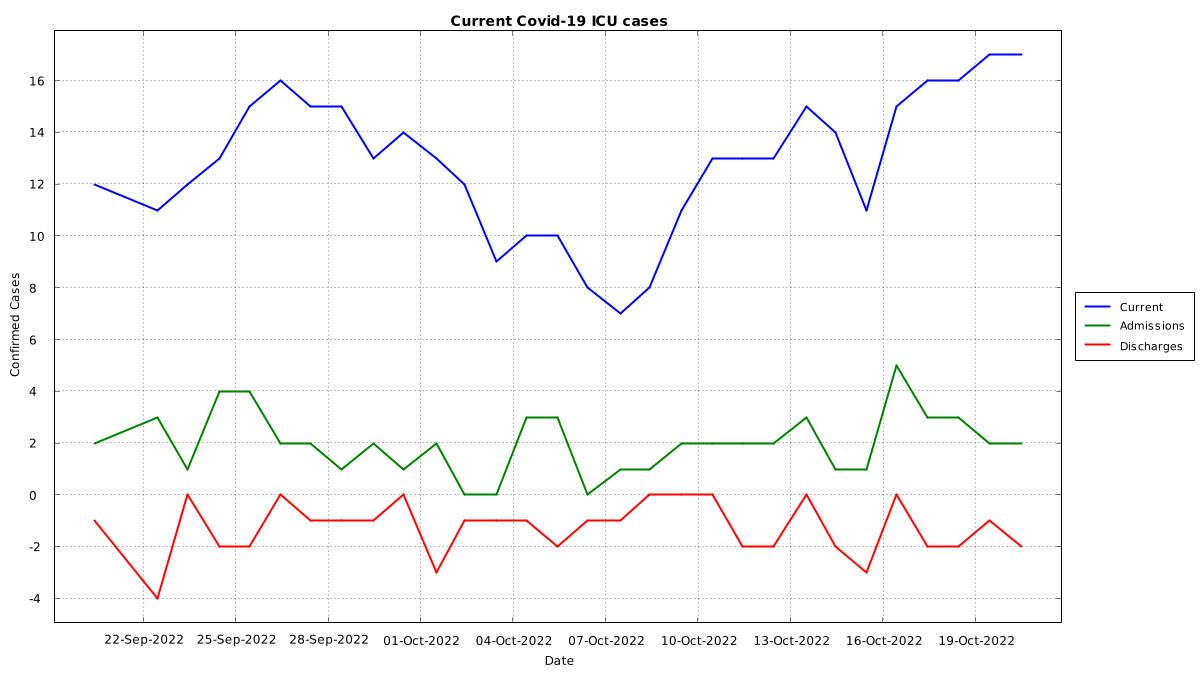 Current Covid-19 ICU cases
16
14
12
10
8
6
4
2
0
-2
-4
Confirmed Cases
22-Sep-2022 25-Sep-2022 28-Sep-2022 01-Oct-2022 04-Oct-2022 07-Oct-2022 10-Oct-2022 13-Oct-2022 16-Oct-2022 19-Oct-2022
Date
Current
Admissions
Discharges